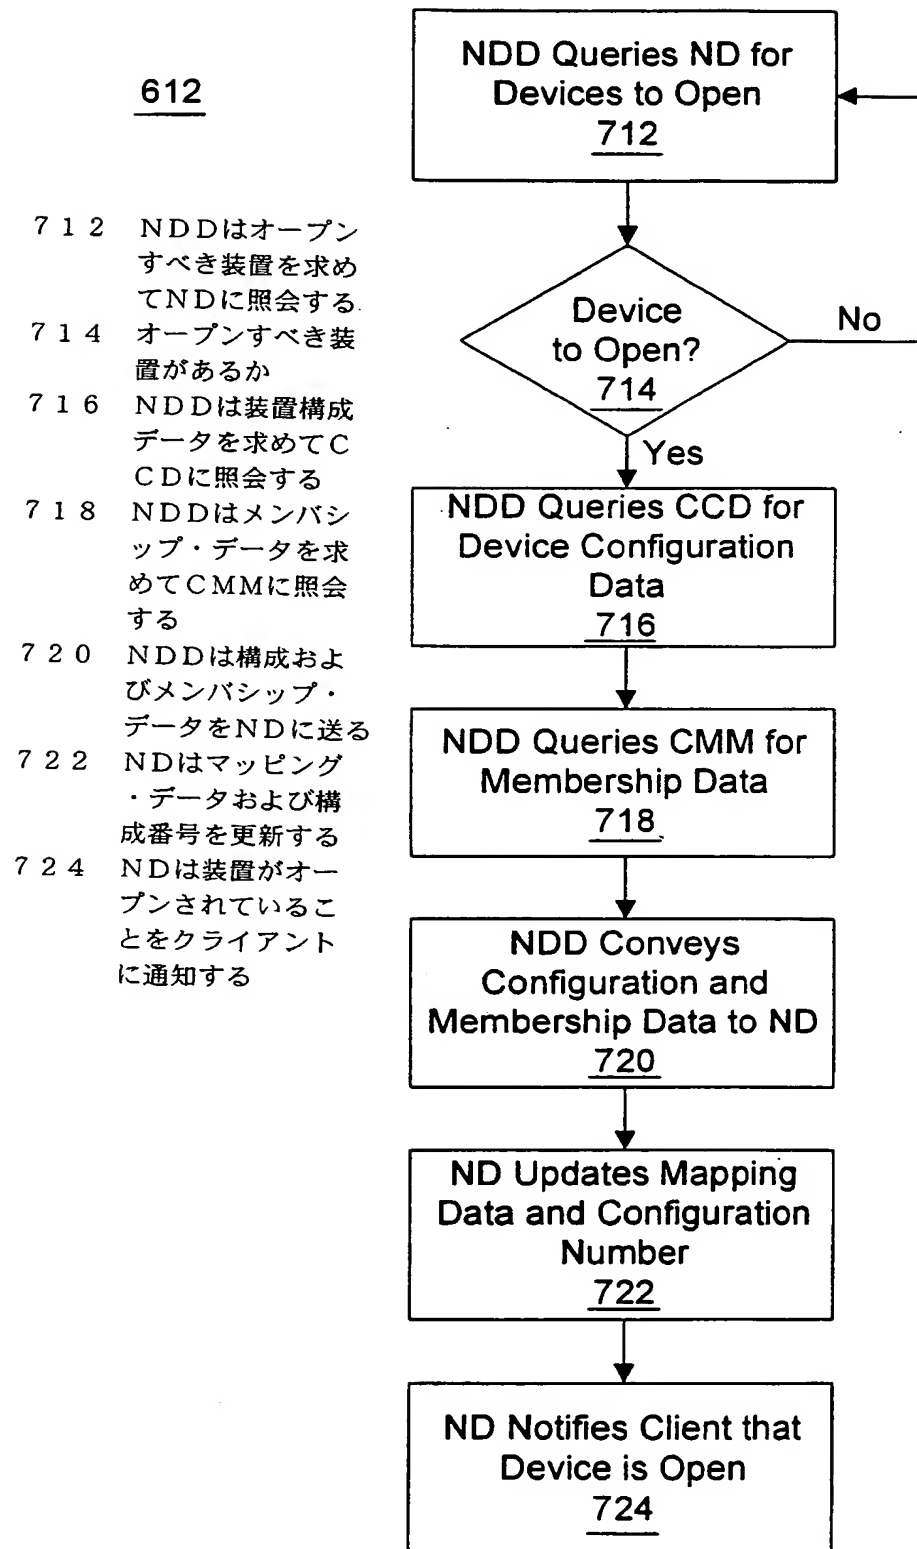 612
７１２　ＮＤＤはオープン
すべき装置を求め
てＮＤに照会する
７１４　オープンすべき装
置があるか
７１６　ＮＤＤは装置構成
データを求めてＣ
ＣＤに照会する
７１８　ＮＤＤはメンバシ
ップ・データを求
めてＣＭＭに照会
する
７２０　ＮＤＤは構成およ
びメンバシップ・
データをＮＤに送る
７２２　ＮＤはマッピング
・データおよび構
成番号を更新する
７２４　ＮＤは装置がオー
プンされているこ
とをクライアント
に通知する
NDD Queries ND for
Devices to Open
712
Device
to Open?
714
No
Yes
NDD Queries CCD for
Device Configuration
Data
716
NDD Queries CMM for
Membership Data
718
NDD Conveys
Configuration and
Membership Data to ND
720
ND Updates Mapping
Data and Configuration
Number
722
ND Notifies Client that
Device is Open
724